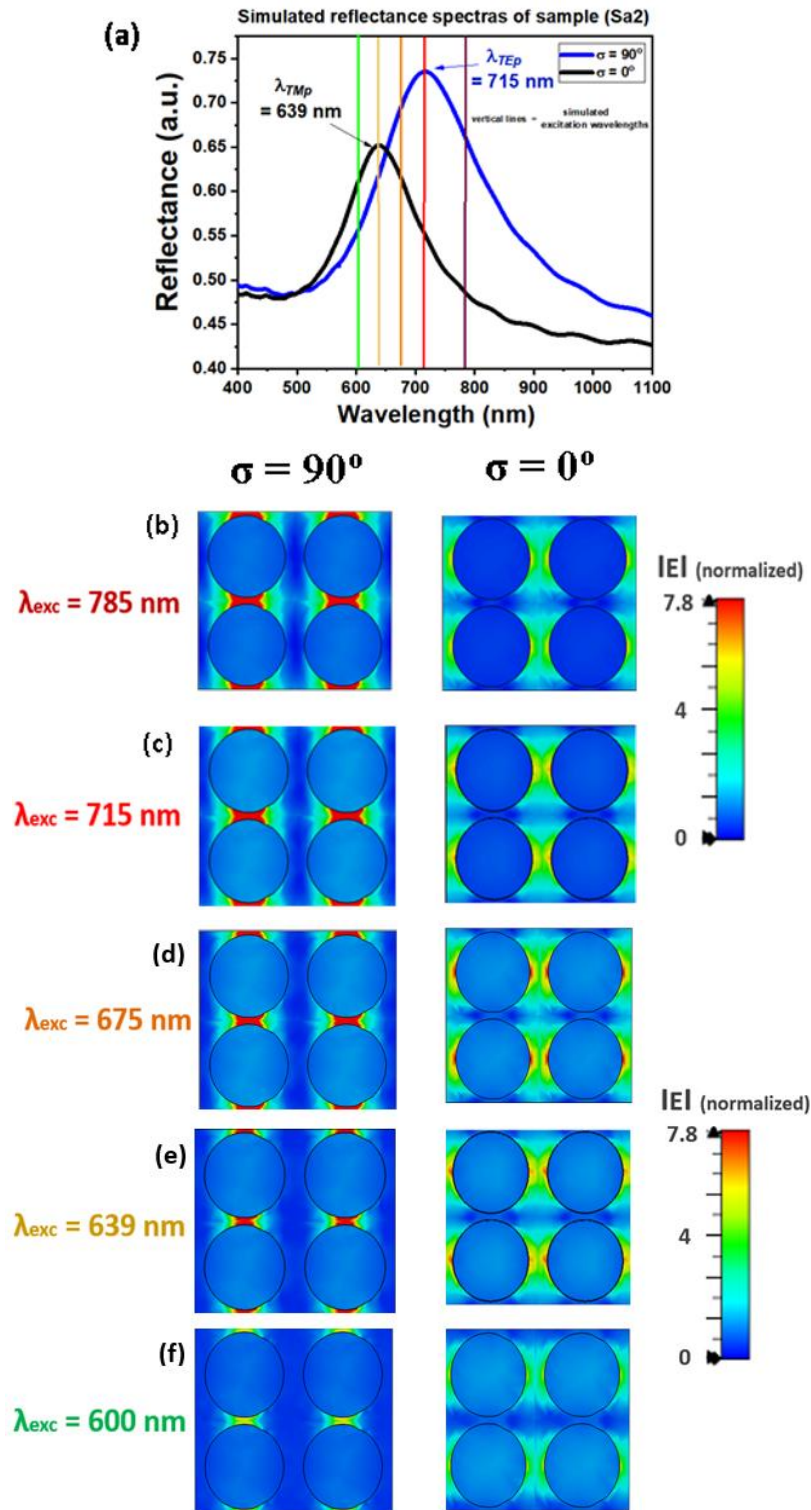 Simulated reflectance spectras of sample (Sa2)
(a)
0.75
0.70
0.65
0.60
0.55
0.50
0.45
0.40
Reflectance (a.u.)
λTMp
= 639 nm
λTEp
= 715 nm
σ = 90º
σ = 0º
vertical lines = simulated
excitation wavelengths
400 500 600 700 800 900 1000 1100
Wavelength (nm)
σ = 90º σ = 0º
(b)
λexc = 785 nm
(c)
λexc = 715 nm
(d)
λexc = 675 nm
(e)
λexc = 639 nm
(f)
λexc = 600 nm
IEI (normalized)
7.8
4
0
IEI (normalized)
7.8
4
0